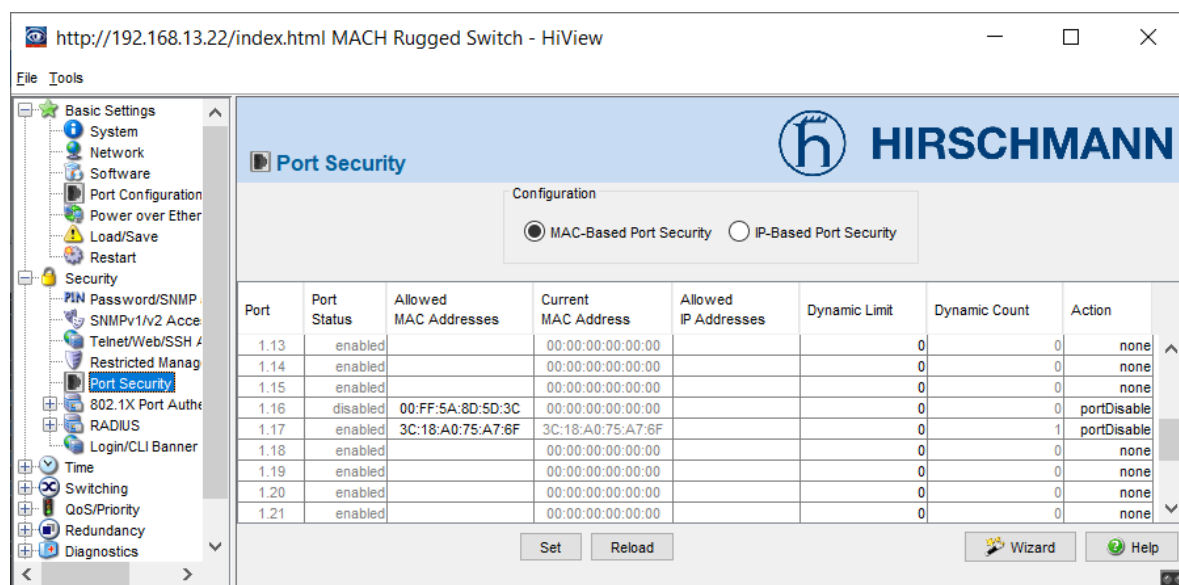 http://192.168.13.22/index.html MACH Rugged Switch - HiView
File Tools
Basic Settings
System
Network
Software
Port Configuration
Power over Ether
Load/Save
Restart
Security
PIN Password/SNMP
SNMPv1/v2 Acce
Telnet/Web/SSH A
Restricted Manag
Port Security
802.1X Port Authe
RADIUS
Login/CLI Banner
Time
Switching
QoS/Priority
Redundancy
Diagnostics
Port Security
HIRSCHMANN
Configuration
MAC-Based Port Security IP-Based Port Security
Port Port Status Allowed MAC Addresses Current MAC Address Allowed IP Addresses Dynamic Limit Dynamic Count Action
1.13 enabled 00:00:00:00:00:00 0 0 none
1.14 enabled 00:00:00:00:00:00 0 0 none
1.15 enabled 00:00:00:00:00:00 0 0 none
1.16 disabled 00:FF:5A:8D:5D:3C 00:00:00:00:00:00 0 0 portDisable
1.17 enabled 3C:18:A0:75:A7:6F 3C:18:A0:75:A7:6F 0 1 portDisable
1.18 enabled 00:00:00:00:00:00 0 0 none
1.19 enabled 00:00:00:00:00:00 0 0 none
1.20 enabled 00:00:00:00:00:00 0 0 none
1.21 enabled 00:00:00:00:00:00 0 0 none
Set Reload Wizard Help